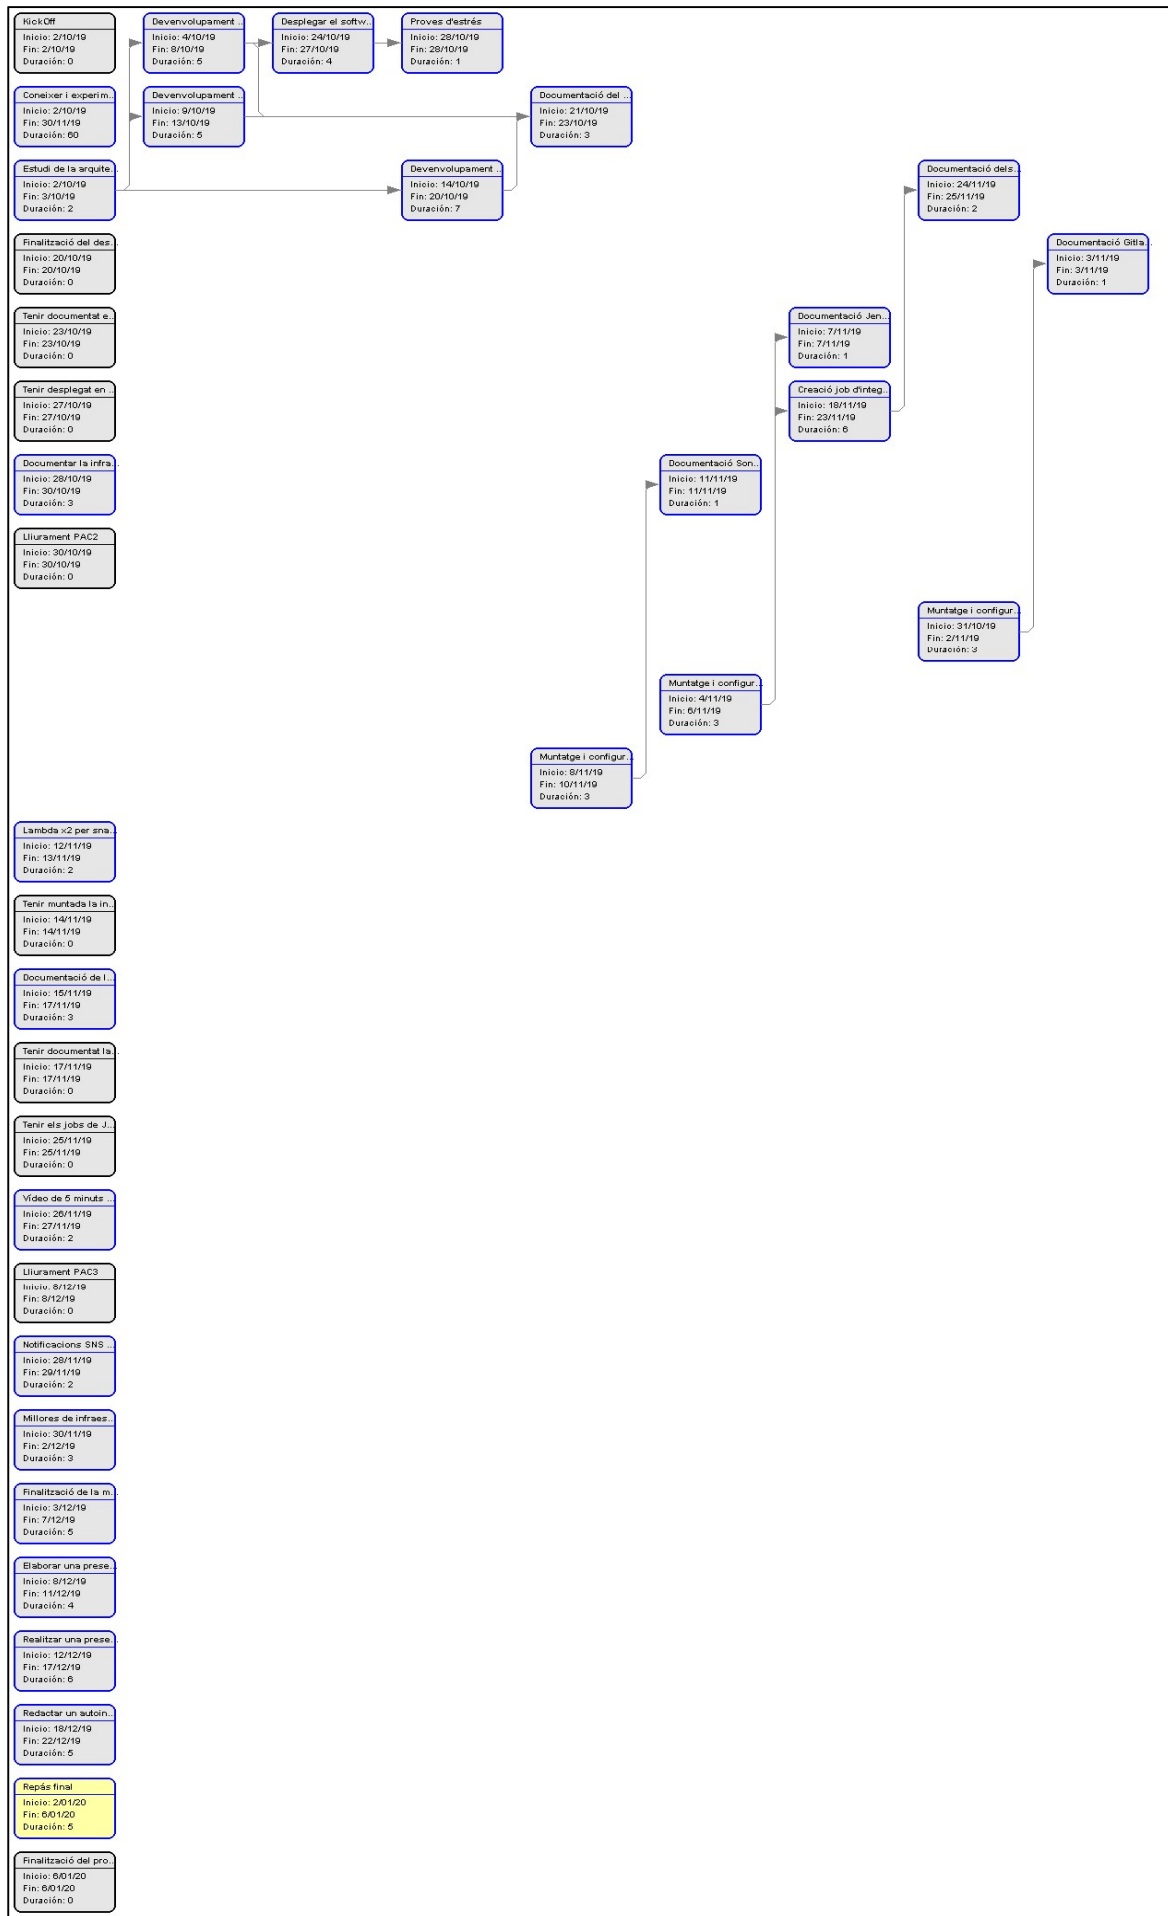 KickOff
Inicio: 2/10/19
Fin: 2/10/19
Duración: 0
Devenvolupament ...
Inicio: 4/10/19
Fin: 8/10/19
Duración: 5
Desplegar el softw...
Inicio: 24/10/19
Fin: 27/10/19
Duración: 4
Proves d'estrés
Inicio: 28/10/19
Fin: 28/10/19
Duración: 1
Coneixer i experim...
Inicio: 2/10/19
Fin: 30/11/19
Duración: 60
Devenvolupament ...
Inicio: 9/10/19
Fin: 13/10/19
Duración: 5
Documentació del ...
Inicio: 21/10/19
Fin: 23/10/19
Duración: 3
Estudi de la arquite...
Inicio: 2/10/19
Fin: 3/10/19
Duración: 2
Devenvolupament ...
Inicio: 14/10/19
Fin: 20/10/19
Duración: 7
Documentació dels...
Inicio: 24/11/19
Fin: 25/11/19
Duración: 2
Finalització del des...
Inicio: 20/10/19
Fin: 20/10/19
Duración: 0
Documentació Gitla...
Inicio: 3/11/19
Fin: 3/11/19
Duración: 1
Tenir documentat e...
Inicio: 23/10/19
Fin: 23/10/19
Duración: 0
Documentació Jen...
Inicio: 7/11/19
Fin: 7/11/19
Duración: 1
Tenir desplegat en ...
Inicio: 27/10/19
Fin: 27/10/19
Duración: 0
Creació job d'integ...
Inicio: 18/11/19
Fin: 23/11/19
Duración: 6
Documentar la infra...
Inicio: 28/10/19
Fin: 30/10/19
Duración: 3
Documentació Son...
Inicio: 11/11/19
Fin: 11/11/19
Duración: 1
Lliurament PAC2
Inicio: 30/10/19
Fin: 30/10/19
Duración: 0
Muntatge i configur...
Inicio: 31/10/19
Fin: 2/11/19
Duración: 3
Muntatge i configur...
Inicio: 4/11/19
Fin: 6/11/19
Duración: 3
Muntatge i configur...
Inicio: 8/11/19
Fin: 10/11/19
Duración: 3
Lambda x2 per sna...
Inicio: 12/11/19
Fin: 13/11/19
Duración: 2
Tenir muntada la in...
Inicio: 14/11/19
Fin: 14/11/19
Duración: 0
Documentació de l...
Inicio: 15/11/19
Fin: 17/11/19
Duración: 3
Tenir documentat la...
Inicio: 17/11/19
Fin: 17/11/19
Duración: 0
Tenir els jobs de J...
Inicio: 25/11/19
Fin: 25/11/19
Duración: 0
Vídeo de 5 minuts ...
Inicio: 26/11/19
Fin: 27/11/19
Duración: 2
Lliurament PAC3
Inicio: 8/12/19
Fin: 8/12/19
Duración: 0
Notificacions SNS ...
Inicio: 28/11/19
Fin: 29/11/19
Duración: 2
Millores de infraes...
Inicio: 30/11/19
Fin: 2/12/19
Duración: 3
Finalització de la m...
Inicio: 3/12/19
Fin: 7/12/19
Duración: 5
Elaborar una prese...
Inicio: 8/12/19
Fin: 11/12/19
Duración: 4
Realitzar una prese...
Inicio: 12/12/19
Fin: 17/12/19
Duración: 6
Redactar un autoin...
Inicio: 18/12/19
Fin: 22/12/19
Duración: 5
Repás final
Inicio: 2/01/20
Fin: 6/01/20
Duración: 5
Finalització del pro...
Inicio: 6/01/20
Fin: 6/01/20
Duración: 0